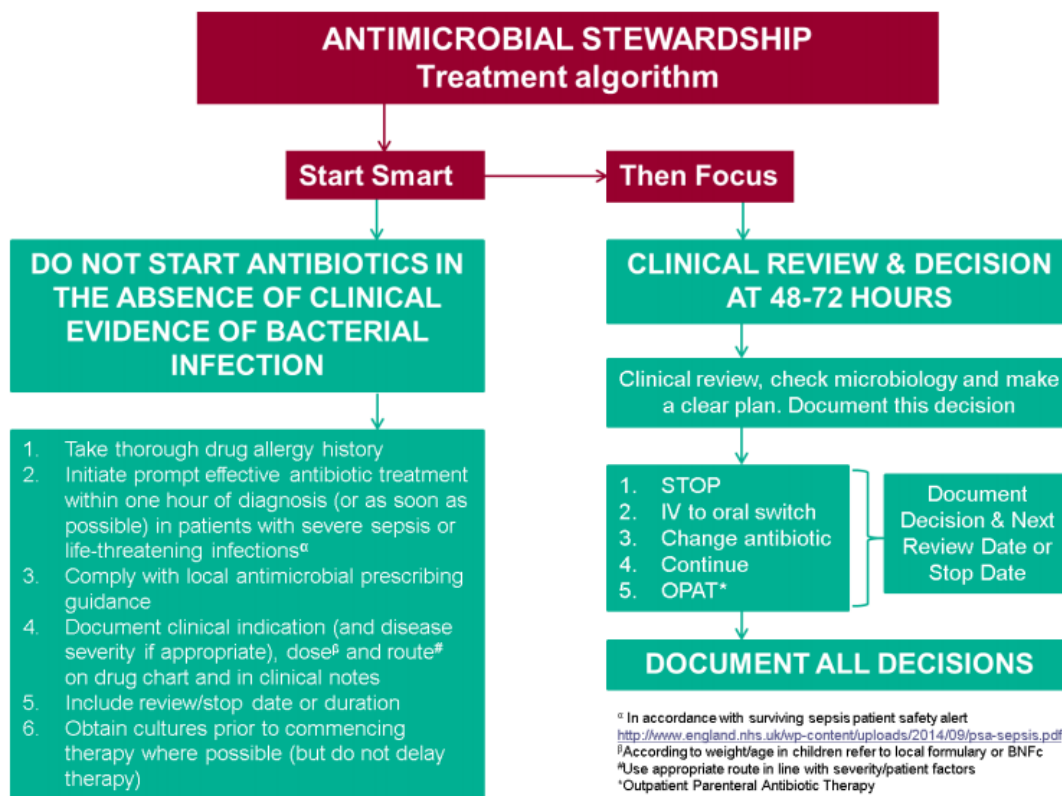 ANTIMICROBIAL STEWARDSHIP
Treatment algorithm
Start Smart
Then Focus
DO NOT START ANTIBIOTICS IN
THE ABSENCE OF CLINICAL
EVIDENCE OF BACTERIAL
INFECTION
1. Take thorough drug allergy history
2. Initiate prompt effective antibiotic treatment
within one hour of diagnosis (or as soon as
possible) in patients with severe sepsis or
life-threatening infectionsᵅ
3. Comply with local antimicrobial prescribing
guidance
4. Document clinical indication (and disease
severity if appropriate), doseᵝ and route#
on drug chart and in clinical notes
5. Include review/stop date or duration
6. Obtain cultures prior to commencing
therapy where possible (but do not delay
therapy)
CLINICAL REVIEW & DECISION
AT 48-72 HOURS
Clinical review, check microbiology and make
a clear plan. Document this decision
1. STOP
2. IV to oral switch
3. Change antibiotic
4. Continue
5. OPAT*
Document
Decision & Next
Review Date or
Stop Date
DOCUMENT ALL DECISIONS
ᵅ In accordance with surviving sepsis patient safety alert
http://www.england.nhs.uk/wp-content/uploads/2014/09/psa-sepsis.pdf
ᵝAccording to weight/age in children refer to local formulary or BNFc
#Use appropriate route in line with severity/patient factors
*Outpatient Parenteral Antibiotic Therapy